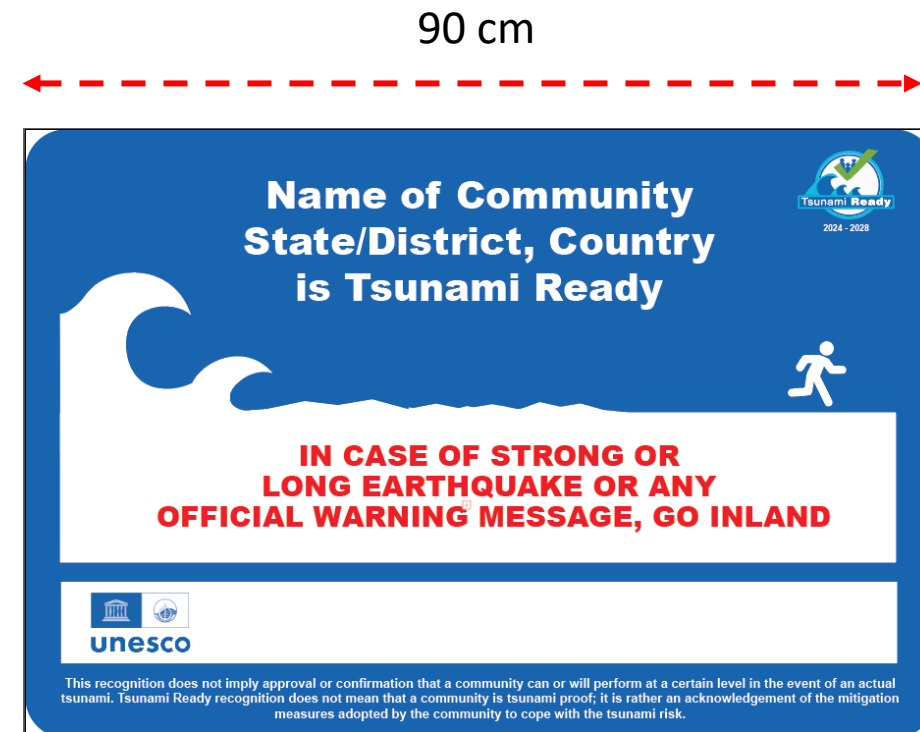 90 cm
Name of Community
State/District, Country
is Tsunami Ready
Tsunami Ready
2024 - 2028
IN CASE OF STRONG OR
LONG EARTHQUAKE OR ANY
OFFICIAL WARNING MESSAGE, GO INLAND
unesco
This recognition does not imply approval or confirmation that a community can or will perform at a certain level in the event of an actual
tsunami. Tsunami Ready recognition does not mean that a community is tsunami proof; it is rather an acknowledgement of the mitigation
measures adopted by the community to cope with the tsunami risk.